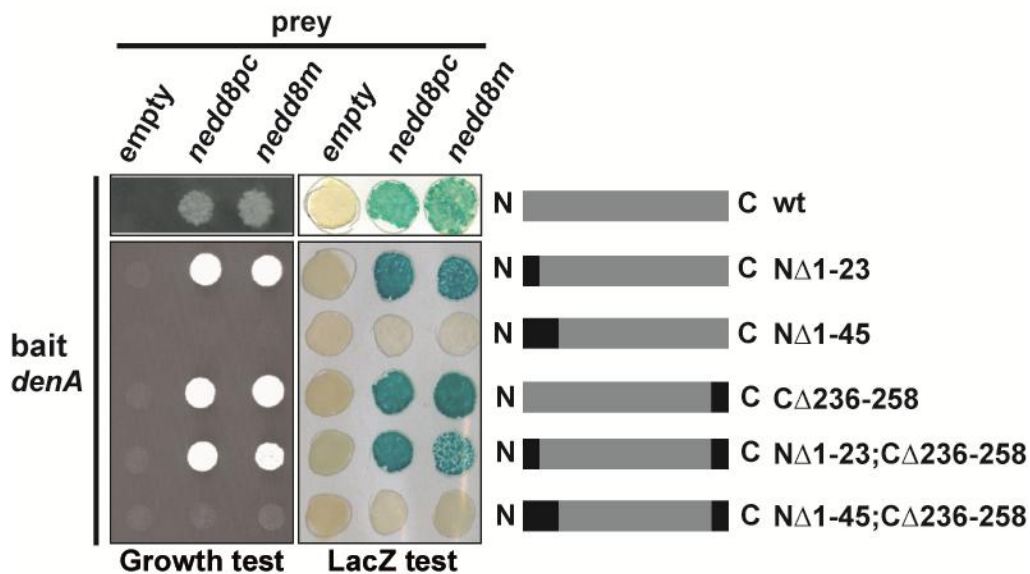 prey
empty nedd8pc nedd8m empty nedd8pc nedd8m
N C wt
N C NΔ1-23
N C NΔ1-45
bait
denA
N C CΔ236-258
N C NΔ1-23;CΔ236-258
N C NΔ1-45;CΔ236-258
Growth test LacZ test